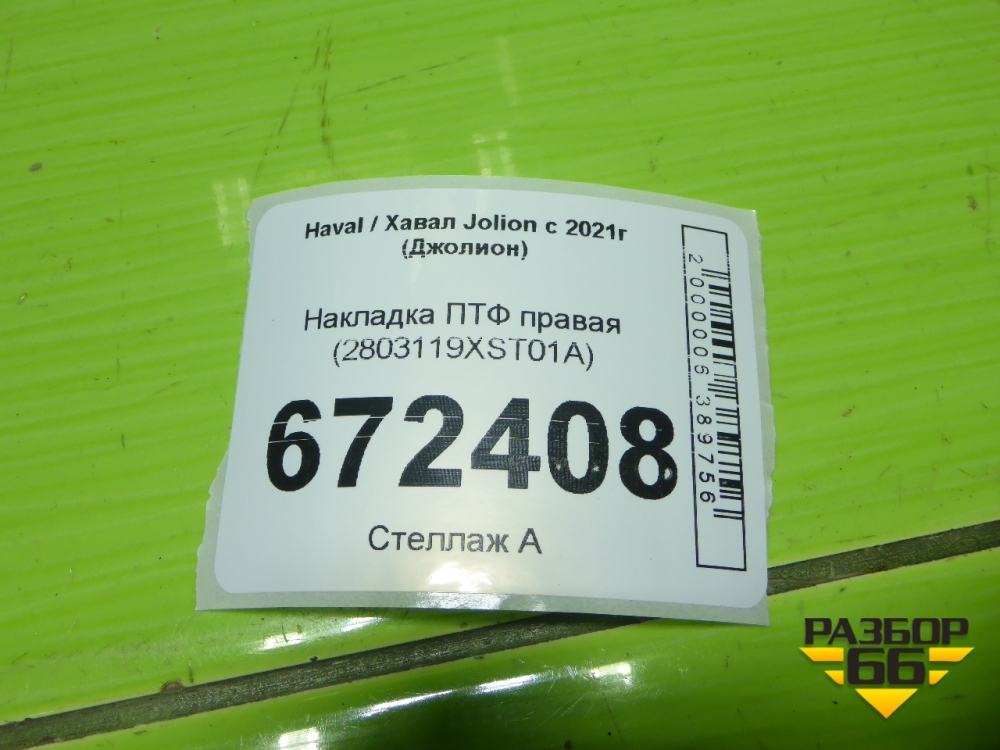 Haval / Хавал Jolion с 2021г
(Джолион)
Накладка ПТФ правая
(2803119XST01A)
672408
Стеллаж А
2000006389756
РАЗБОР
66